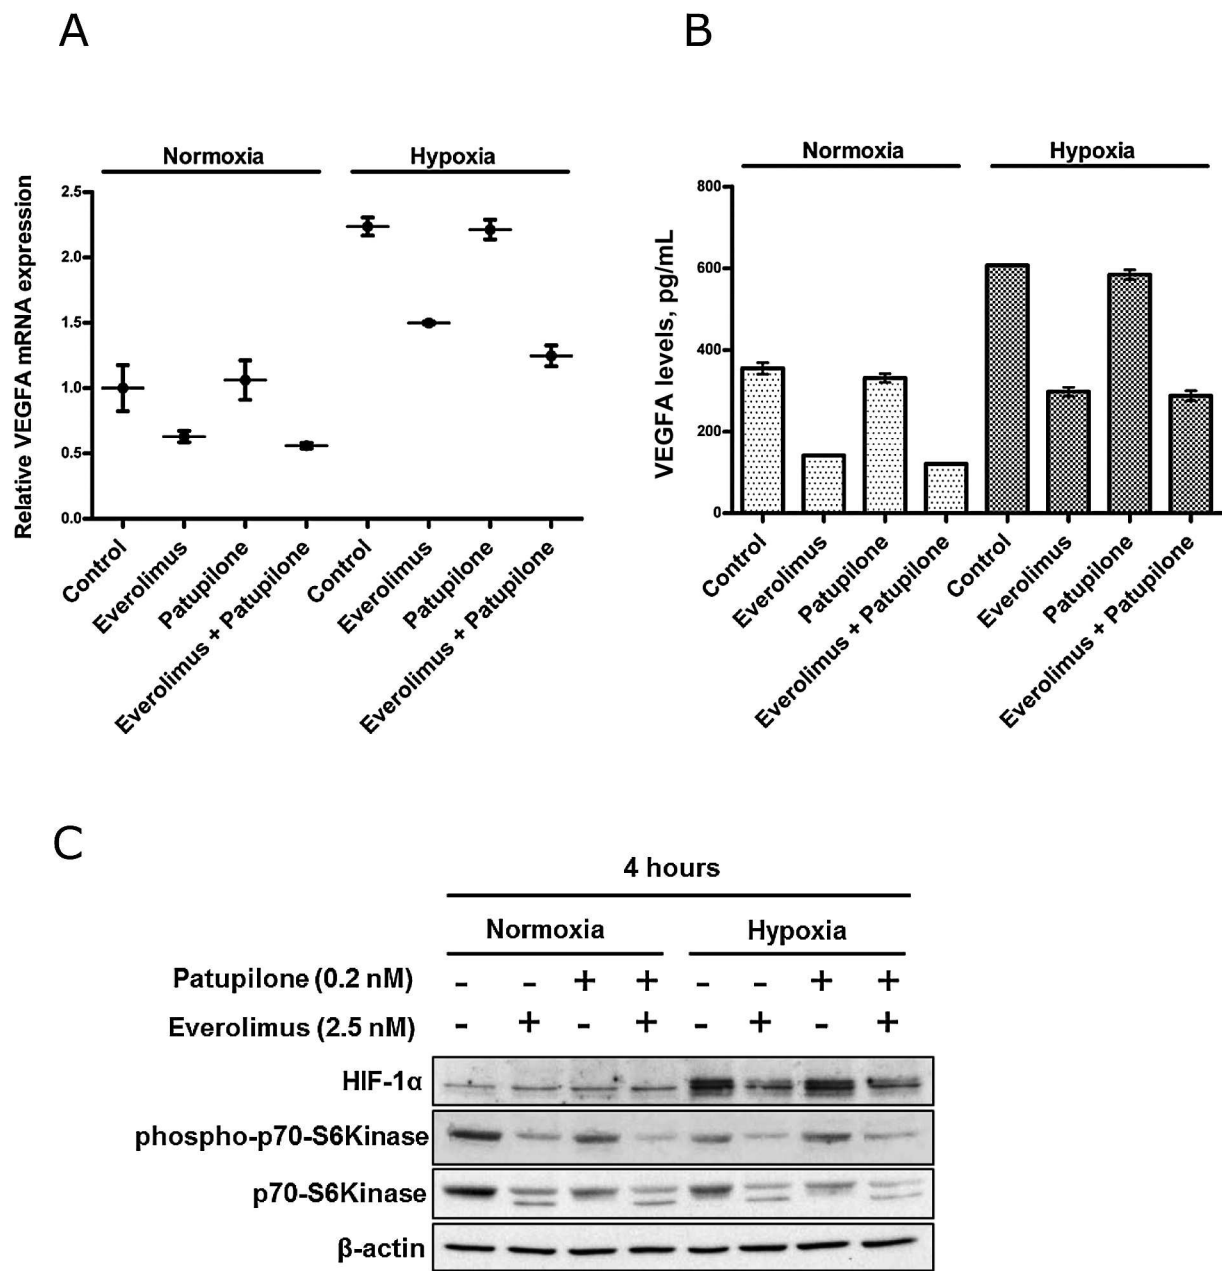 A
Normoxia
Hypoxia
Relative VEGFA mRNA expression
2.5
2.0
1.5
1.0
0.5
0.0
Control
Everolimus
Patupilone
Everolimus + Patupilone
Control
Everolimus
Patupilone
Everolimus + Patupilone
B
Normoxia
Hypoxia
VEGFA levels, pg/mL
800
600
400
200
0
Control
Everolimus
Patupilone
Everolimus + Patupilone
Control
Everolimus
Patupilone
Everolimus + Patupilone
C
4 hours
Normoxia
Hypoxia
Patupilone (0.2 nM) - - + + - - + +
Everolimus (2.5 nM) - + - + - + - +
HIF-1α
phospho-p70-S6Kinase
p70-S6Kinase
β-actin